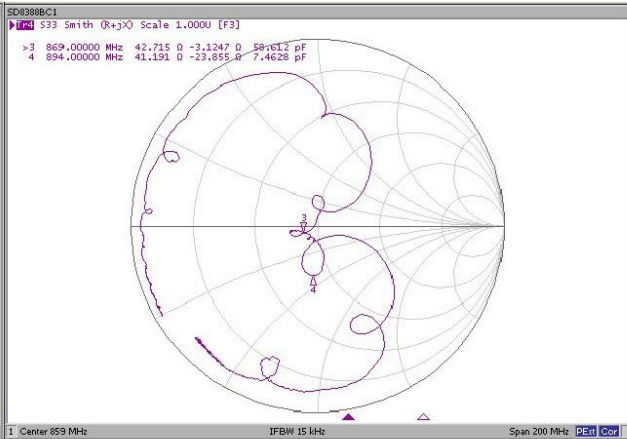 SD8388BC1
Tr4 S33 Smith (R+jX) Scale 1.000U [F3]
>3 869.00000 MHz 42.715 Ω -3.1247 Ω 58.612 pF
4 894.00000 MHz 41.191 Ω -23.855 Ω 7.4628 pF
3
4
1 Center 859 MHz IFBW 15 kHz Span 200 MHz PExt Cor